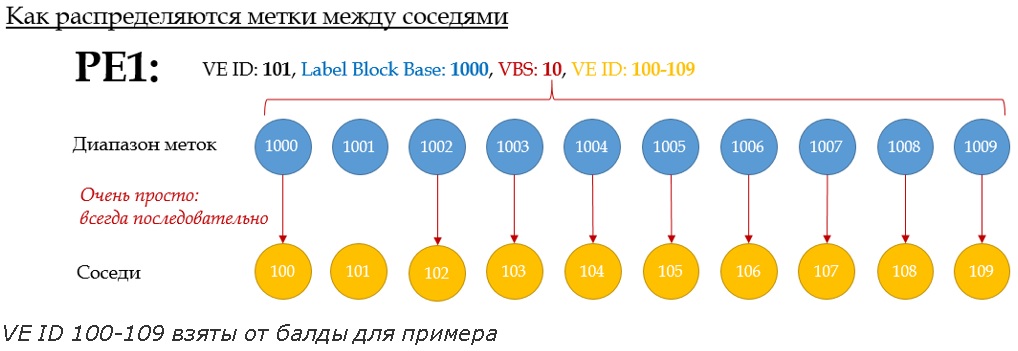 Как распределяются метки между соседями
PE1: VE ID: 101, Label Block Base: 1000, VBS: 10, VE ID: 100-109
Диапазон меток 1000 1001 1002 1003 1004 1005 1006 1007 1008 1009
Очень просто:
всегда последовательно
Соседи 100 101 102 103 104 105 106 107 108 109
VE ID 100-109 взяты от балды для примера